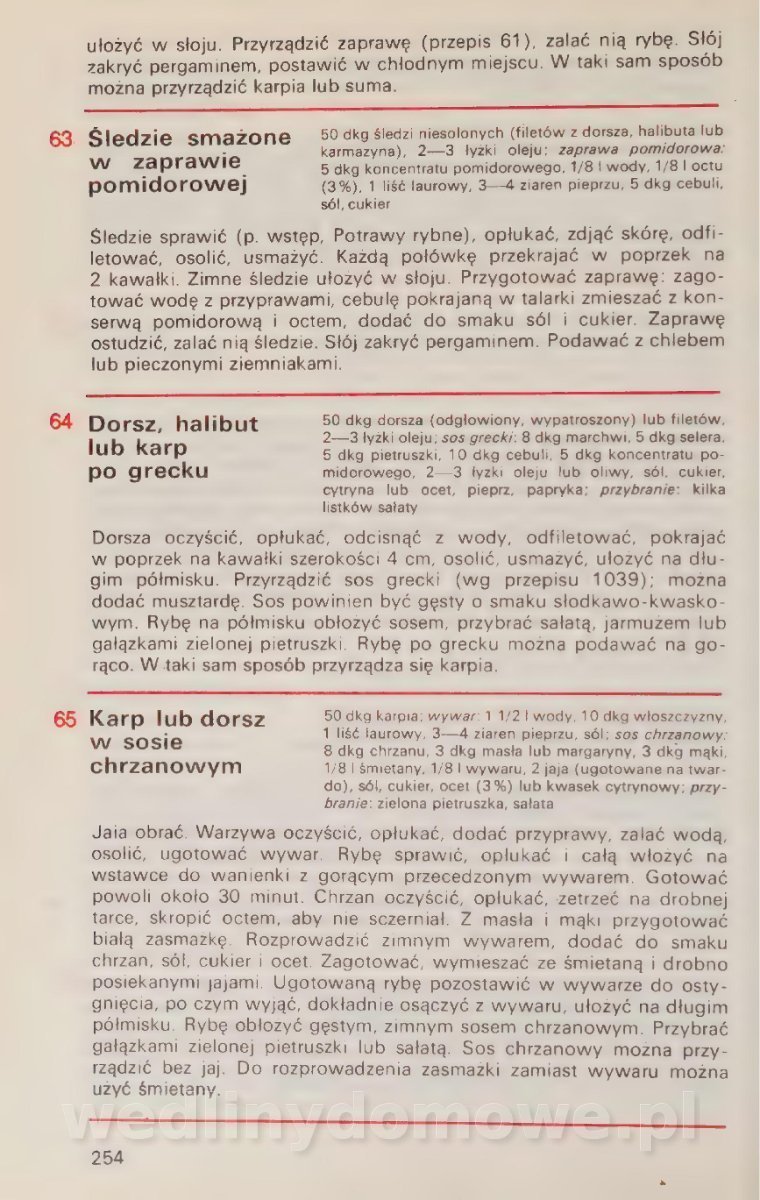 ułożyć w słoju. Przyrządzić zaprawę (przepis 61), zalać nią rybę. Słój
zakryć pergaminem, postawić w chłodnym miejscu. W taki sam sposób
można przyrządzić karpia lub suma.
63 Śledzie smażone
w zaprawie
pomidorowej
50 dkg śledzi niesolonych (filetów z dorsza, halibuta lub
karmazyna), 2—3 łyżki oleju; zaprawa pomidorowa:
5 dkg koncentratu pomidorowego, 1/8 l wody, 1/8 l octu
(3%), 1 liść laurowy, 3—4 ziaren pieprzu, 5 dkg cebuli,
sól, cukier
Śledzie sprawić (p. wstęp, Potrawy rybne), opłukać, zdjąć skórę, odfi-
letować, osolić, usmażyć. Każdą połówkę przekrajać w poprzek na
2 kawałki. Zimne śledzie ułożyć w słoju. Przygotować zaprawę: zago-
tować wodę z przyprawami, cebulę pokrajaną w talarki zmieszać z kon-
serwą pomidorową i octem, dodać do smaku sól i cukier. Zaprawę
ostudzić, zalać nią śledzie. Słój zakryć pergaminem. Podawać z chlebem
lub pieczonymi ziemniakami.
64 Dorsz, halibut
lub karp
po grecku
50 dkg dorsza (odgłowiony, wypatroszony) lub filetów,
2—3 łyżki oleju; sos grecki: 8 dkg marchwi, 5 dkg selera,
5 dkg pietruszki, 10 dkg cebuli, 5 dkg koncentratu po-
midorowego, 2—3 łyżki oleju lub oliwy, sól, cukier,
cytryna lub ocet, pieprz, papryka; przybranie: kilka
listków sałaty
Dorsza oczyścić, opłukać, odcisnąć z wody, odfiletować, pokrajać
w poprzek na kawałki szerokości 4 cm, osolić, usmażyć, ułożyć na dłu-
gim półmisku. Przyrządzić sos grecki (wg przepisu 1039); można
dodać musztardę. Sos powinien być gęsty o smaku słodkawo-kwasko-
wym. Rybę na półmisku obłożyć sosem, przybrać sałatą, jarmużem lub
gałązkami zielonej pietruszki. Rybę po grecku można podawać na go-
rąco. W taki sam sposób przyrządza się karpia.
65 Karp lub dorsz
w sosie
chrzanowym
50 dkg karpia; wywar: 1 1/2 l wody, 10 dkg włoszczyzny,
1 liść laurowy, 3—4 ziaren pieprzu, sól; sos chrzanowy:
8 dkg chrzanu, 3 dkg masła lub margaryny, 3 dkg mąki,
1/8 l śmietany, 1/8 l wywaru, 2 jaja (ugotowane na twar-
do), sól, cukier, ocet (3%) lub kwasek cytrynowy; przy-
branie: zielona pietruszka, sałata
Jaja obrać. Warzywa oczyścić, opłukać, dodać przyprawy, zalać wodą,
osolić, ugotować wywar. Rybę sprawić, opłukać i całą włożyć na
wstawce do wanienki z gorącym przecedzonym wywarem. Gotować
powoli około 30 minut. Chrzan oczyścić, opłukać, zetrzeć na drobnej
tarce, skropić octem, aby nie sczerniał. Z masła i mąki przygotować
białą zasmażkę. Rozprowadzić zimnym wywarem, dodać do smaku
chrzan, sól, cukier i ocet. Zagotować, wymieszać ze śmietaną i drobno
posiekanymi jajami. Ugotowaną rybę pozostawić w wywarze do osty-
gnięcia, po czym wyjąć, dokładnie osączyć z wywaru, ułożyć na długim
półmisku. Rybę obłożyć gęstym, zimnym sosem chrzanowym. Przybrać
gałązkami zielonej pietruszki lub sałatą. Sos chrzanowy można przy-
rządzić bez jaj. Do rozprowadzenia zasmażki zamiast wywaru można
użyć śmietany.
wedlinydomowe.pl
254